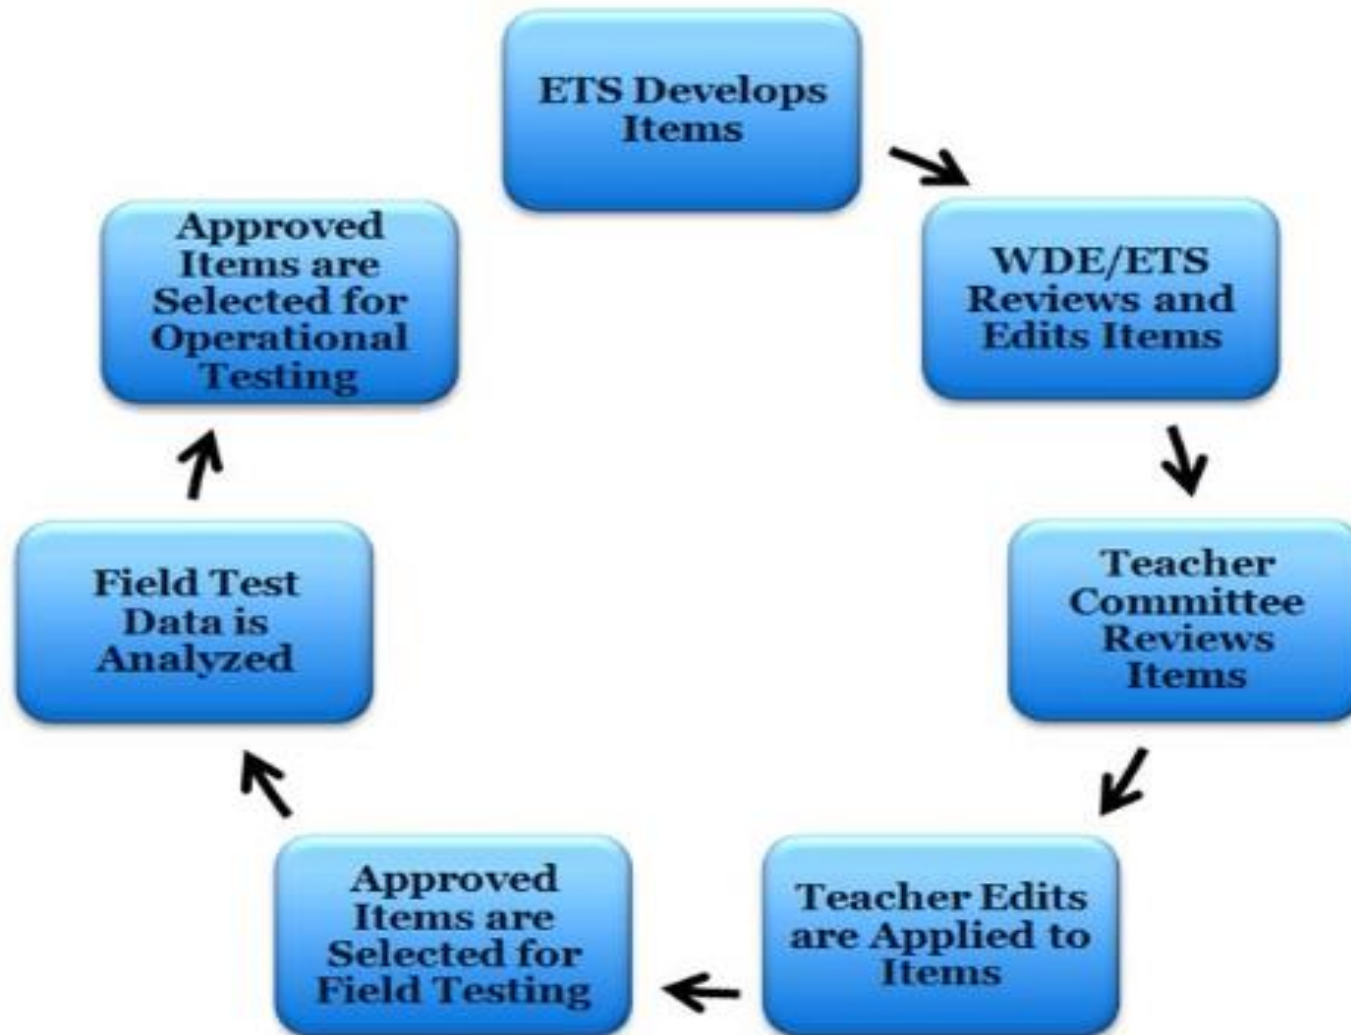 ETS Develops
Items
WDE/ETS
Reviews and
Edits Items
Teacher
Committee
Reviews
Items
Teacher Edits
are Applied to
Items
Approved
Items are
Selected for
Field Testing
Field Test
Data is
Analyzed
Approved
Items are
Selected for
Operational
Testing